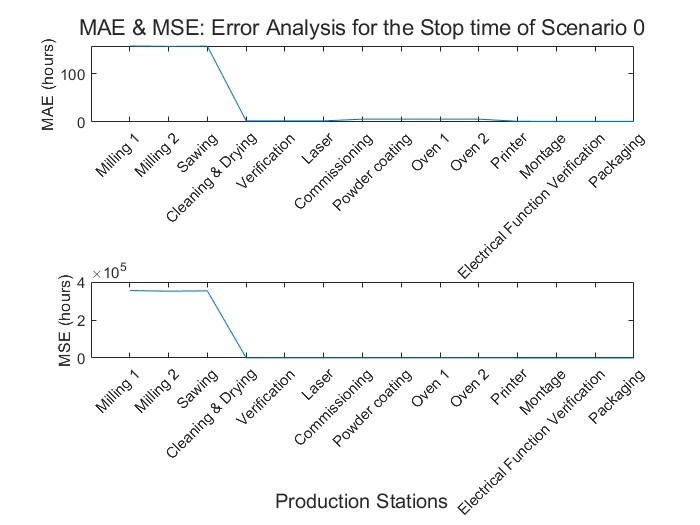 MAE & MSE: Error Analysis for the Stop time of Scenario 0
MAE (hours)
100
0
Milling 1
Milling 2
Sawing
Cleaning & Drying
Verification
Laser
Commissioning
Powder coating
Oven 1
Oven 2
Printer
Montage
Electrical Function Verification
Packaging
×10⁵
MSE (hours)
4
2
0
Milling 1
Milling 2
Sawing
Cleaning & Drying
Verification
Laser
Commissioning
Powder coating
Oven 1
Oven 2
Printer
Montage
Electrical Function Verification
Packaging
Production Stations